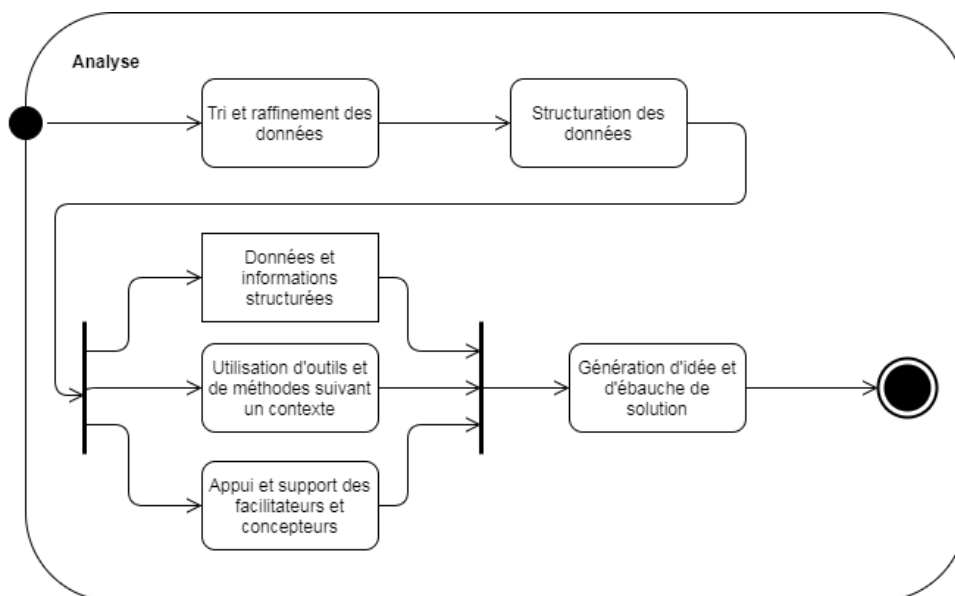 Analyse
Tri et raffinement des
données
Structuration des
données
Données et
informations
structurées
Utilisation d'outils et
de méthodes suivant
un contexte
Génération d'idée et
d'ébauche de
solution
Appui et support des
facilitateurs et
concepteurs